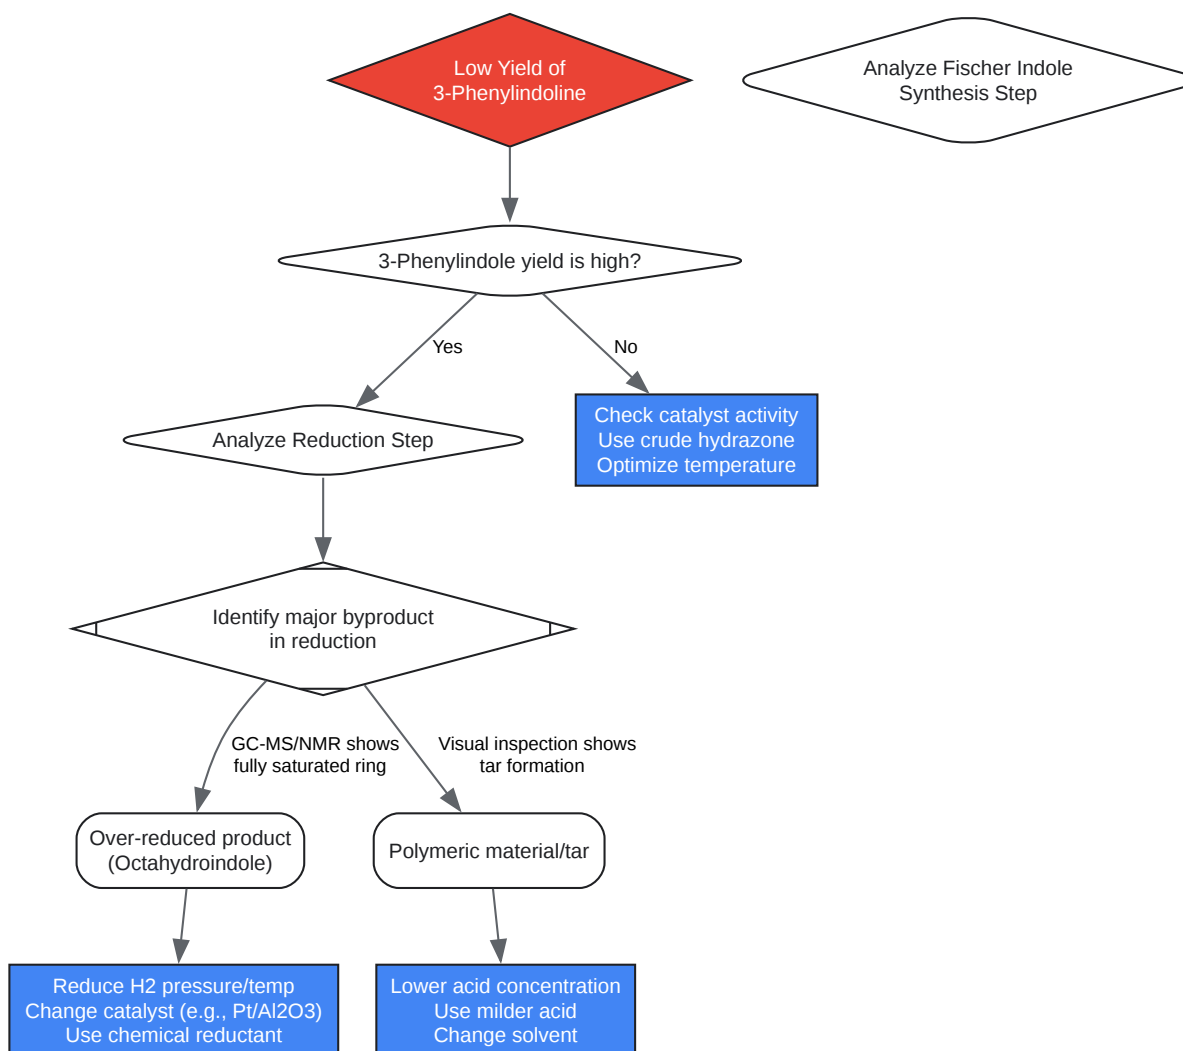 Low Yield of
3-Phenylindoline
Analyze Fischer Indole
Synthesis Step
3-Phenylindole yield is high?
Yes
No
Analyze Reduction Step
Check catalyst activity
Use crude hydrazone
Optimize temperature
Identify major byproduct
in reduction
GC-MS/NMR shows
fully saturated ring
Visual inspection shows
tar formation
Over-reduced product
(Octahydroindole)
Polymeric material/tar
Reduce H2 pressure/temp
Change catalyst (e.g., Pt/Al2O3)
Use chemical reductant
Lower acid concentration
Use milder acid
Change solvent